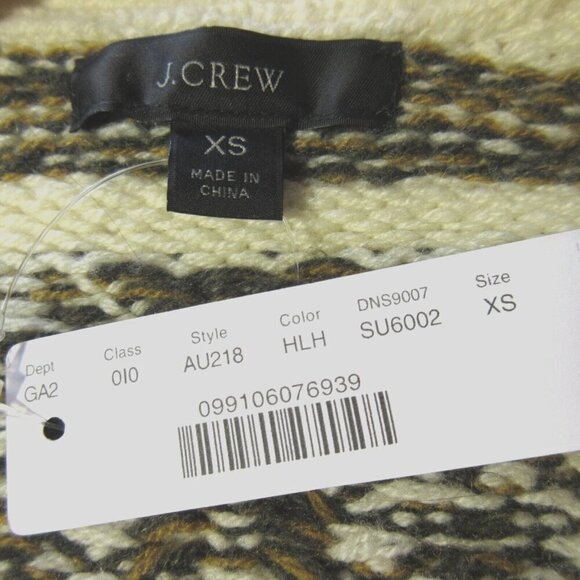 J.CREW
XS
MADE IN
CHINA
Dept Class Style Color DNS9007 Size
GA2 0I0 AU218 HLH SU6002 XS
099106076939